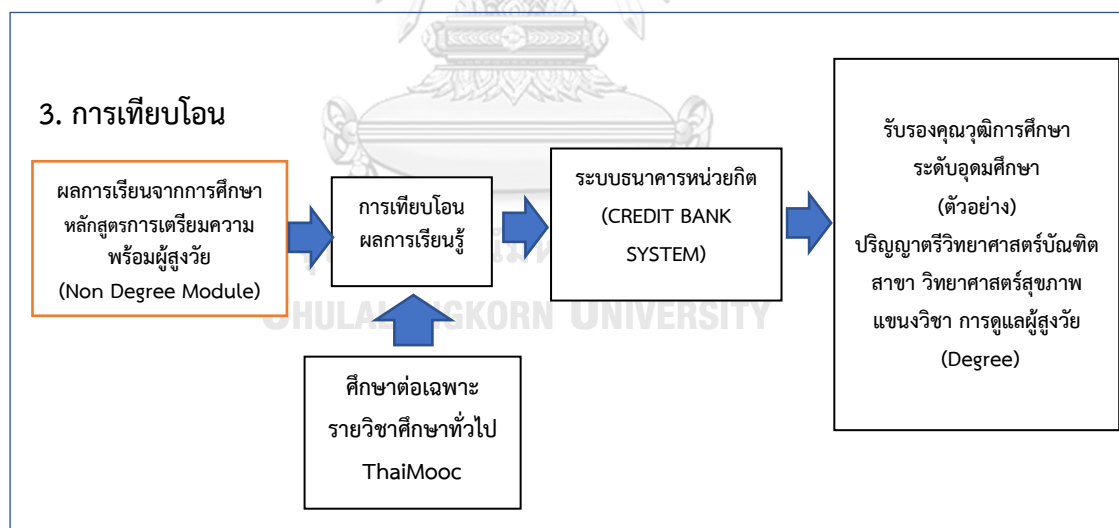 3. การเทียบโอน
ผลการเรียนจากการศึกษา
หลักสูตรการเตรียมความ
พร้อมผู้สูงวัย
(Non Degree Module)
การเทียบโอน
ผลการเรียนรู้
ศึกษาต่อเฉพาะ
รายวิชาศึกษาทั่วไป
ThaiMooc
ระบบธนาคารหน่วยกิต
(CREDIT BANK
SYSTEM)
รับรองคุณวุฒิการศึกษา
ระดับอุดมศึกษา
(ตัวอย่าง)
ปริญญาตรีวิทยาศาสตร์บัณฑิต
สาขา วิทยาศาสตร์สุขภาพ
แขนงวิชา การดูแลผู้สูงวัย
(Degree)
UNIVERSITY